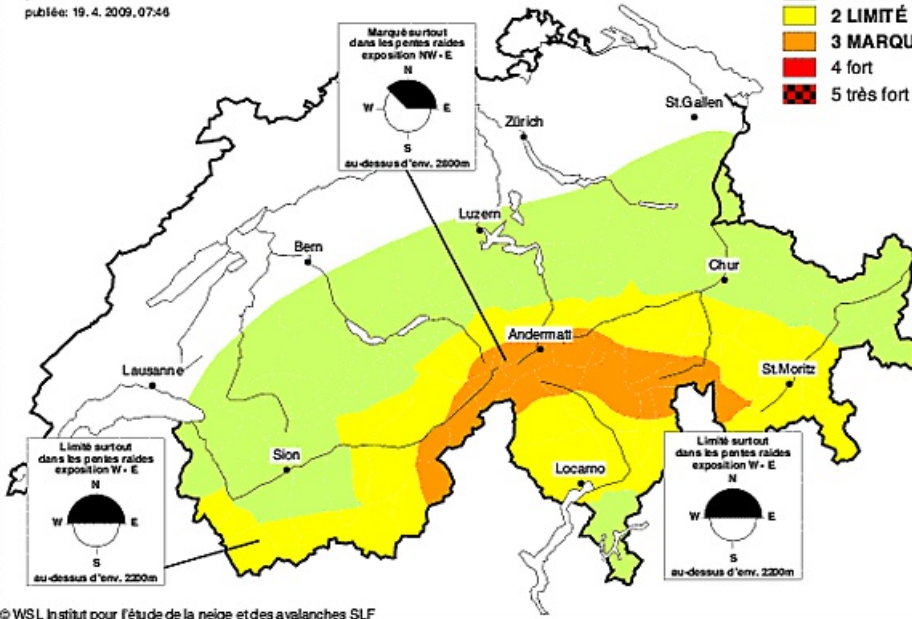 publiée: 19. 4. 2009, 07:46
2 LIMITÉ
3 MARQU
4 fort
5 très fort
Marqué surtout
dans les pentes raides
exposition NW - E
N
W E
S
au-dessus d'env. 2800m
St.Gallen
Zürich
Luzern
Bern
Chur
Andermatt
Lausanne
St.Moritz
Sion
Locarno
Limité surtout
dans les pentes raides
exposition W - E
N
W E
S
au-dessus d'env. 2200m
Limité surtout
dans les pentes raides
exposition W - E
N
W E
S
au-dessus d'env. 2200m
© WSL Institut pour l'étude de la neige et des avalanches SLF